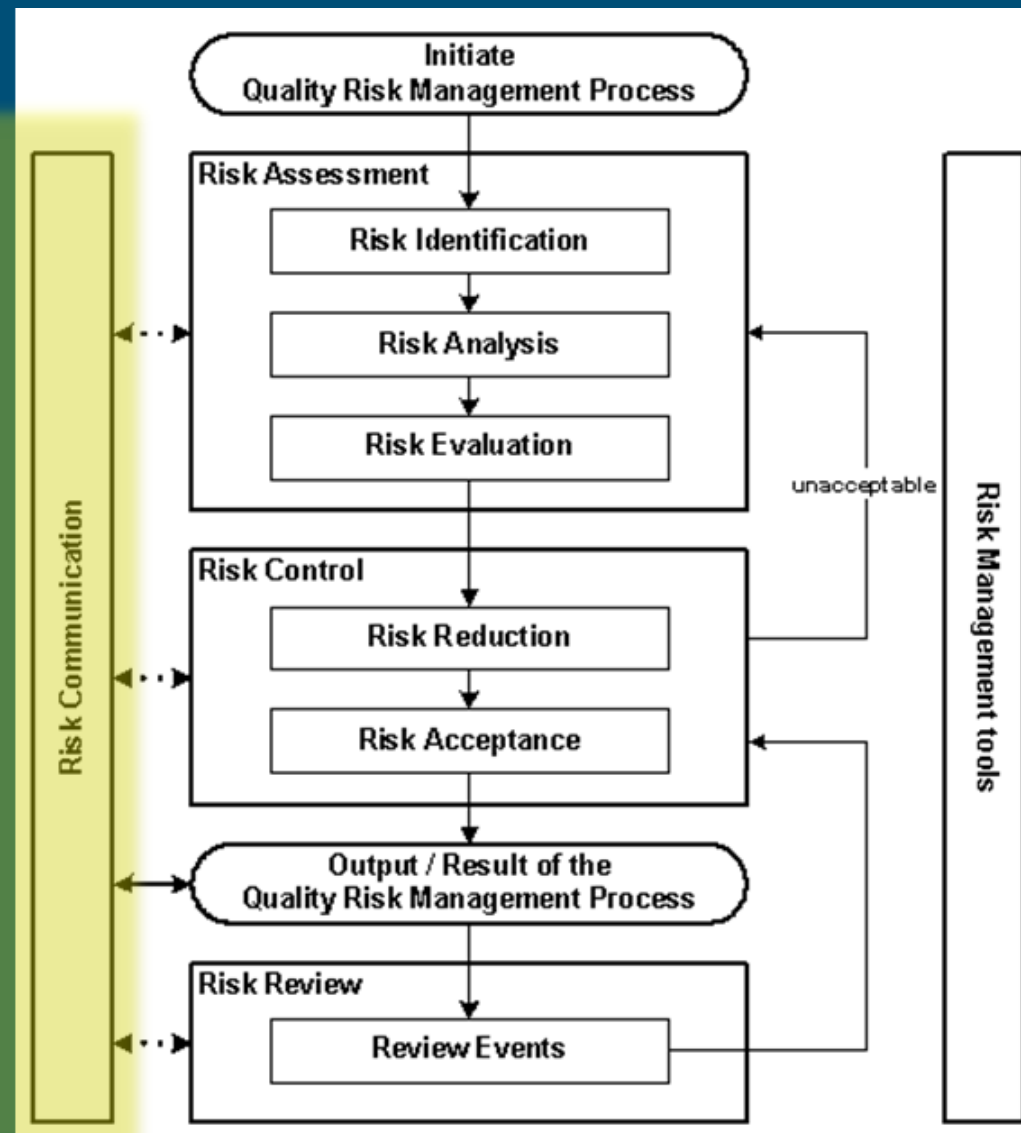 Initiate
Quality Risk Management Process
Risk Assessment
Risk Identification
Risk Analysis
Risk Evaluation
unacceptable
Risk Control
Risk Reduction
Risk Acceptance
Output / Result of the
Quality Risk Management Process
Risk Review
Review Events
Risk Communication
Risk Management tools